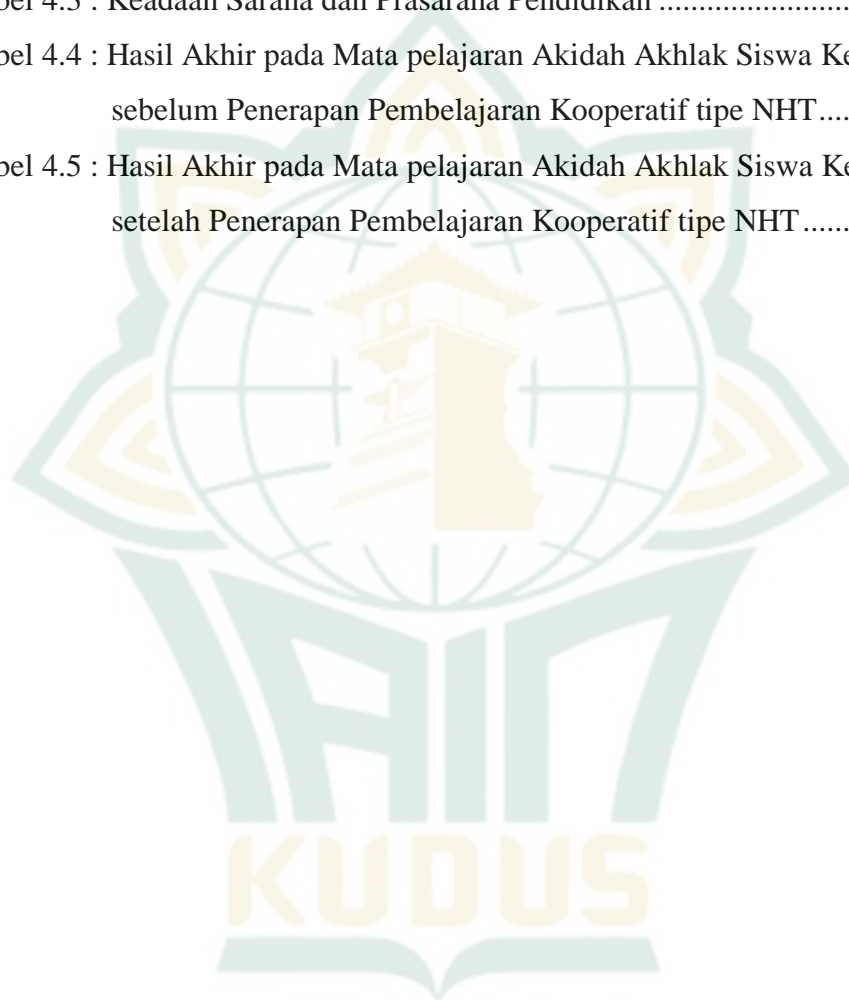 bel 4.3 : Keadaan Sarana dan Prasarana Pendidikan ........................
bel 4.4 : Hasil Akhir pada Mata pelajaran Akidah Akhlak Siswa Ke
sebelum Penerapan Pembelajaran Kooperatif tipe NHT.....
bel 4.5 : Hasil Akhir pada Mata pelajaran Akidah Akhlak Siswa Ke
setelah Penerapan Pembelajaran Kooperatif tipe NHT......
IAIN
KUDUS